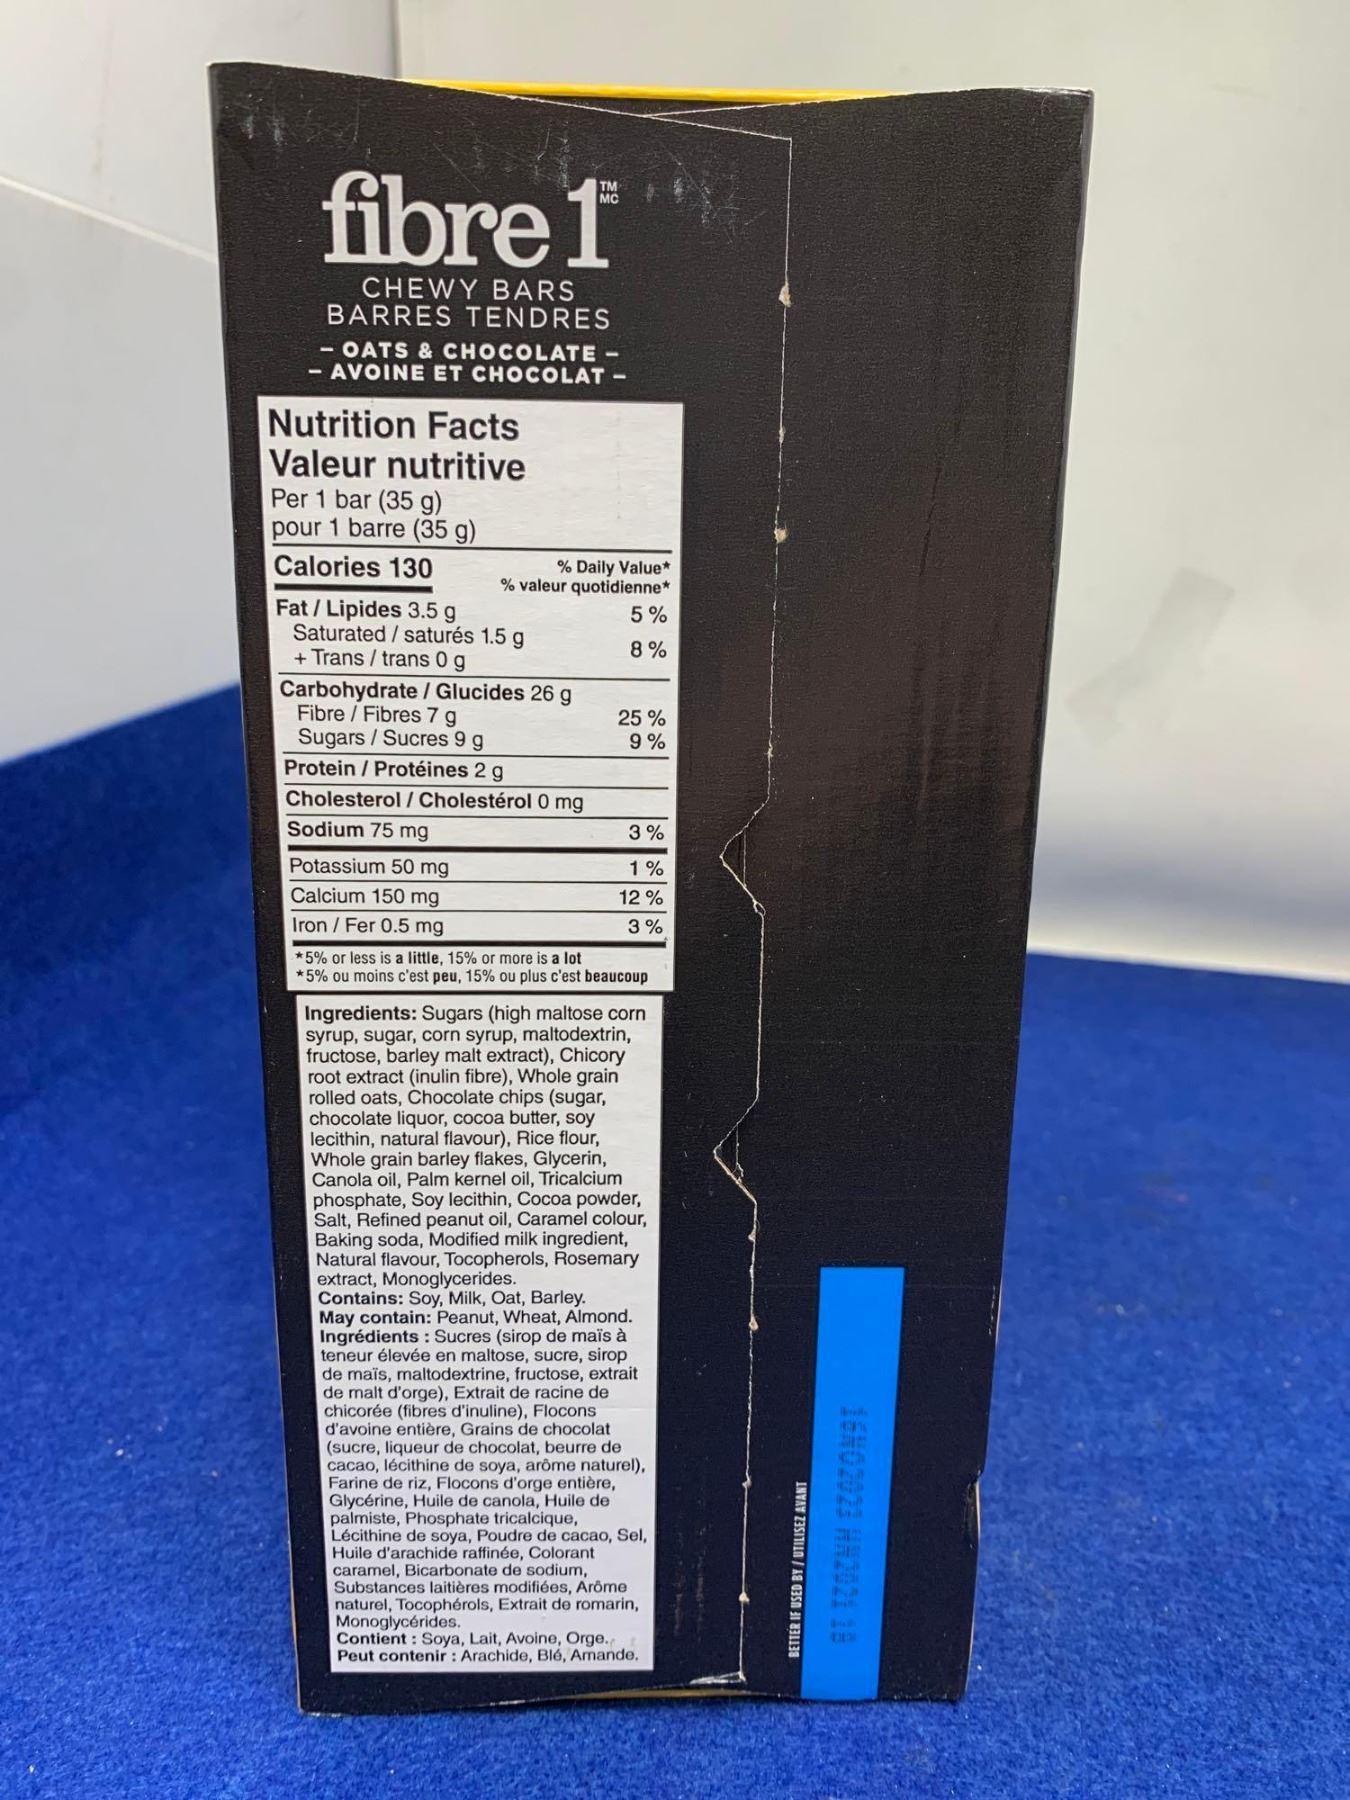 fibre 1 TM MC
CHEWY BARS
BARRES TENDRES
– OATS & CHOCOLATE –
– AVOINE ET CHOCOLAT –
Nutrition Facts
Valeur nutritive
Per 1 bar (35 g)
pour 1 barre (35 g)
Calories 130
% Daily Value*
% valeur quotidienne*
Fat / Lipides 3.5 g 5 %
Saturated / saturés 1.5 g
+ Trans / trans 0 g 8 %
Carbohydrate / Glucides 26 g
Fibre / Fibres 7 g 25 %
Sugars / Sucres 9 g 9 %
Protein / Protéines 2 g
Cholesterol / Cholestérol 0 mg
Sodium 75 mg 3 %
Potassium 50 mg 1 %
Calcium 150 mg 12 %
Iron / Fer 0.5 mg 3 %
*5% or less is a little, 15% or more is a lot
*5% ou moins c'est peu, 15% ou plus c'est beaucoup
Ingredients: Sugars (high maltose corn
syrup, sugar, corn syrup, maltodextrin,
fructose, barley malt extract), Chicory
root extract (inulin fibre), Whole grain
rolled oats, Chocolate chips (sugar,
chocolate liquor, cocoa butter, soy
lecithin, natural flavour), Rice flour,
Whole grain barley flakes, Glycerin,
Canola oil, Palm kernel oil, Tricalcium
phosphate, Soy lecithin, Cocoa powder,
Salt, Refined peanut oil, Caramel colour,
Baking soda, Modified milk ingredient,
Natural flavour, Tocopherols, Rosemary
extract, Monoglycerides.
Contains: Soy, Milk, Oat, Barley.
May contain: Peanut, Wheat, Almond.
Ingrédients : Sucres (sirop de maïs à
teneur élevée en maltose, sucre, sirop
de maïs, maltodextrine, fructose, extrait
de malt d'orge), Extrait de racine de
chicorée (fibres d'inuline), Flocons
d'avoine entière, Grains de chocolat
(sucre, liqueur de chocolat, beurre de
cacao, lécithine de soya, arôme naturel),
Farine de riz, Flocons d'orge entière,
Glycérine, Huile de canola, Huile de
palmiste, Phosphate tricalcique,
Lécithine de soya, Poudre de cacao, Sel,
Huile d'arachide raffinée, Colorant
caramel, Bicarbonate de sodium,
Substances laitières modifiées, Arôme
naturel, Tocophérols, Extrait de romarin,
Monoglycérides.
Contient : Soya, Lait, Avoine, Orge.
Peut contenir : Arachide, Blé, Amande.
BETTER IF USED BY / UTILISEZ AVANT